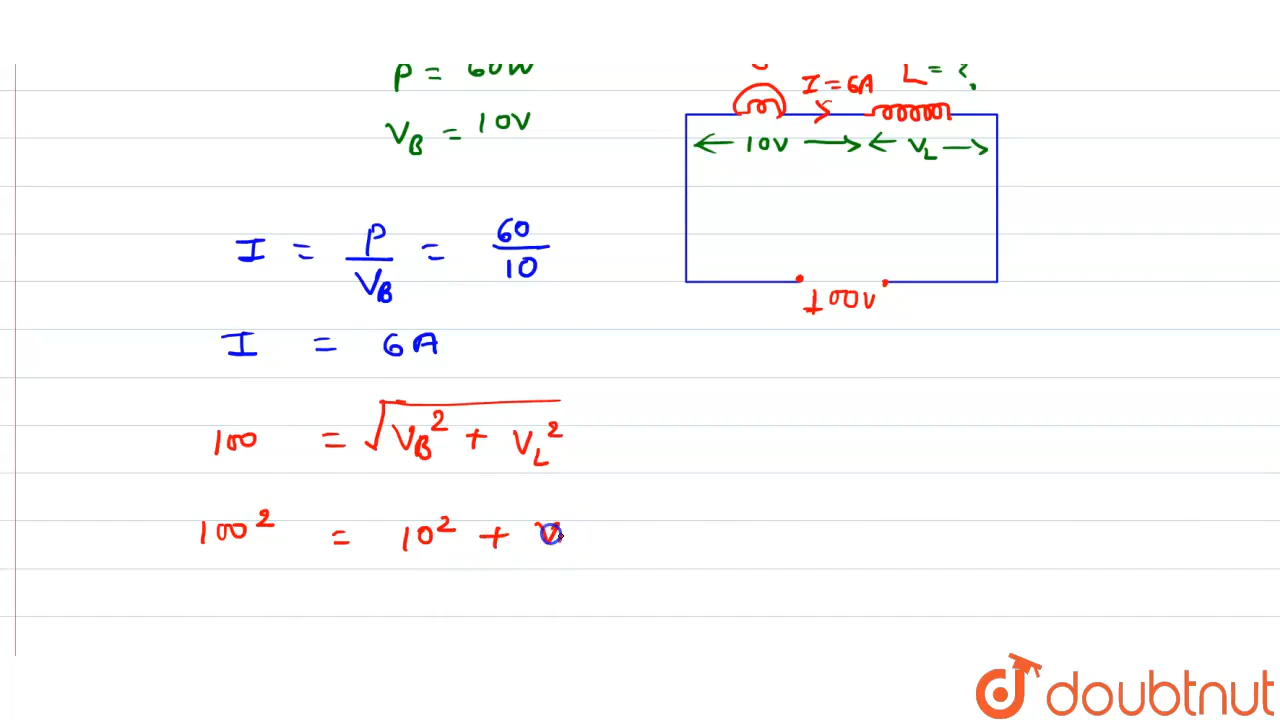 P = 60W
V_B = 10V
I = P/V_B = 60/10
I = 6A
100 = √(V_B² + V_L²)
100² = 10² + V
I = 6A L = ?
10V V_L
100V
doubtnut